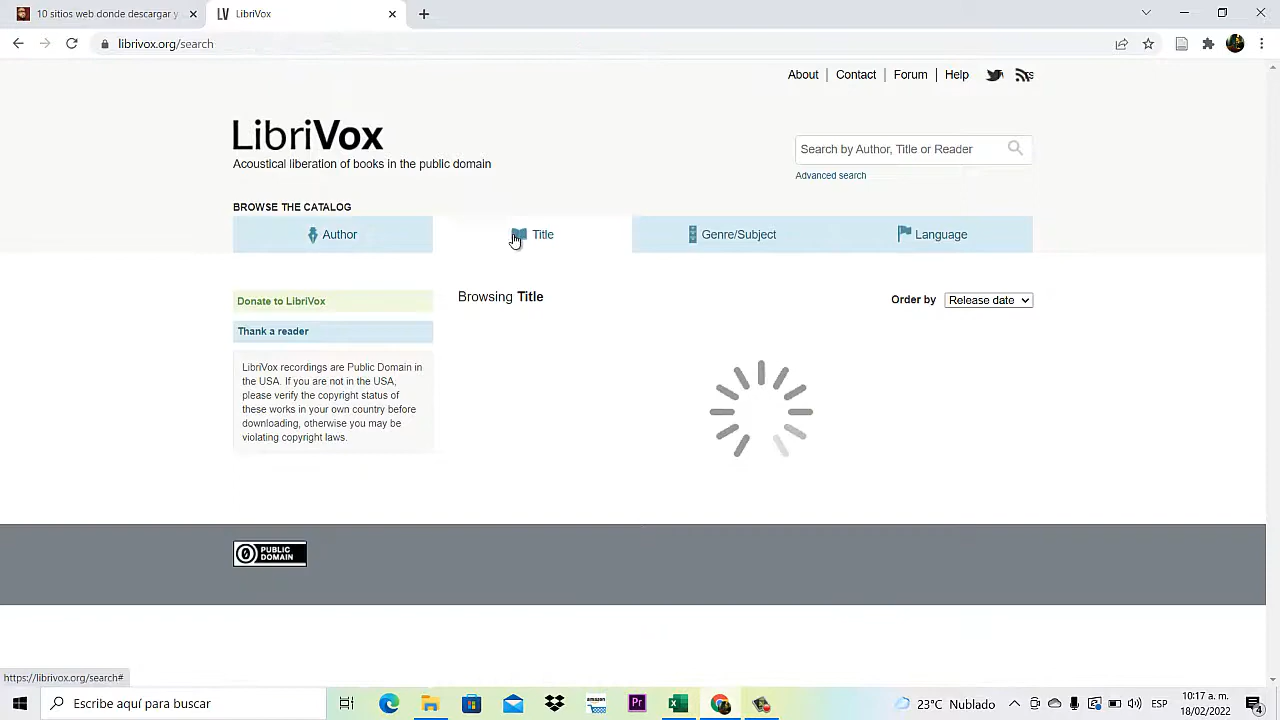 10 sitios web donde descargar y
LV LibriVox
librivox.org/search
About | Contact | Forum | Help
LibriVox
Acoustical liberation of books in the public domain
Search by Author, Title or Reader
Advanced search
BROWSE THE CATALOG
Author
Title
Genre/Subject
Language
Donate to LibriVox
Browsing Title
Order by Release date
Thank a reader
LibriVox recordings are Public Domain in
the USA. If you are not in the USA,
please verify the copyright status of
these works in your own country before
downloading, otherwise you may be
violating copyright laws.
PUBLIC
DOMAIN
https://librivox.org/search#
Escribe aquí para buscar
amazon
Pr
23°C Nublado
ESP
10:17 a. m.
18/02/2022
4